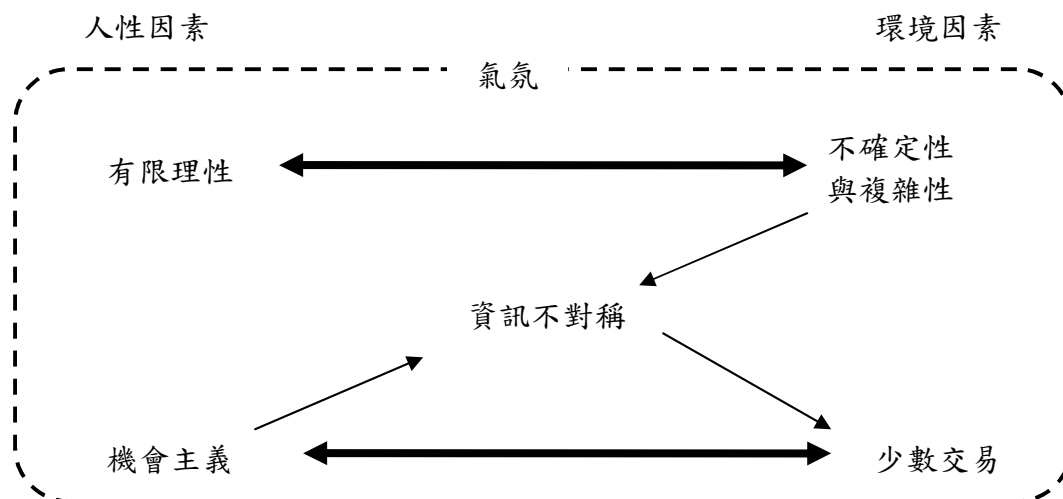 人性因素
環境因素
氣氛
有限理性
不確定性
與複雜性
資訊不對稱
機會主義
少數交易